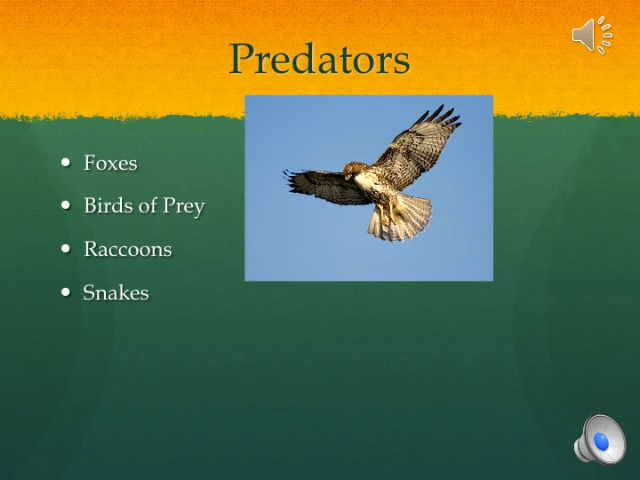 Predators
• Foxes
• Birds of Prey
• Raccoons
• Snakes